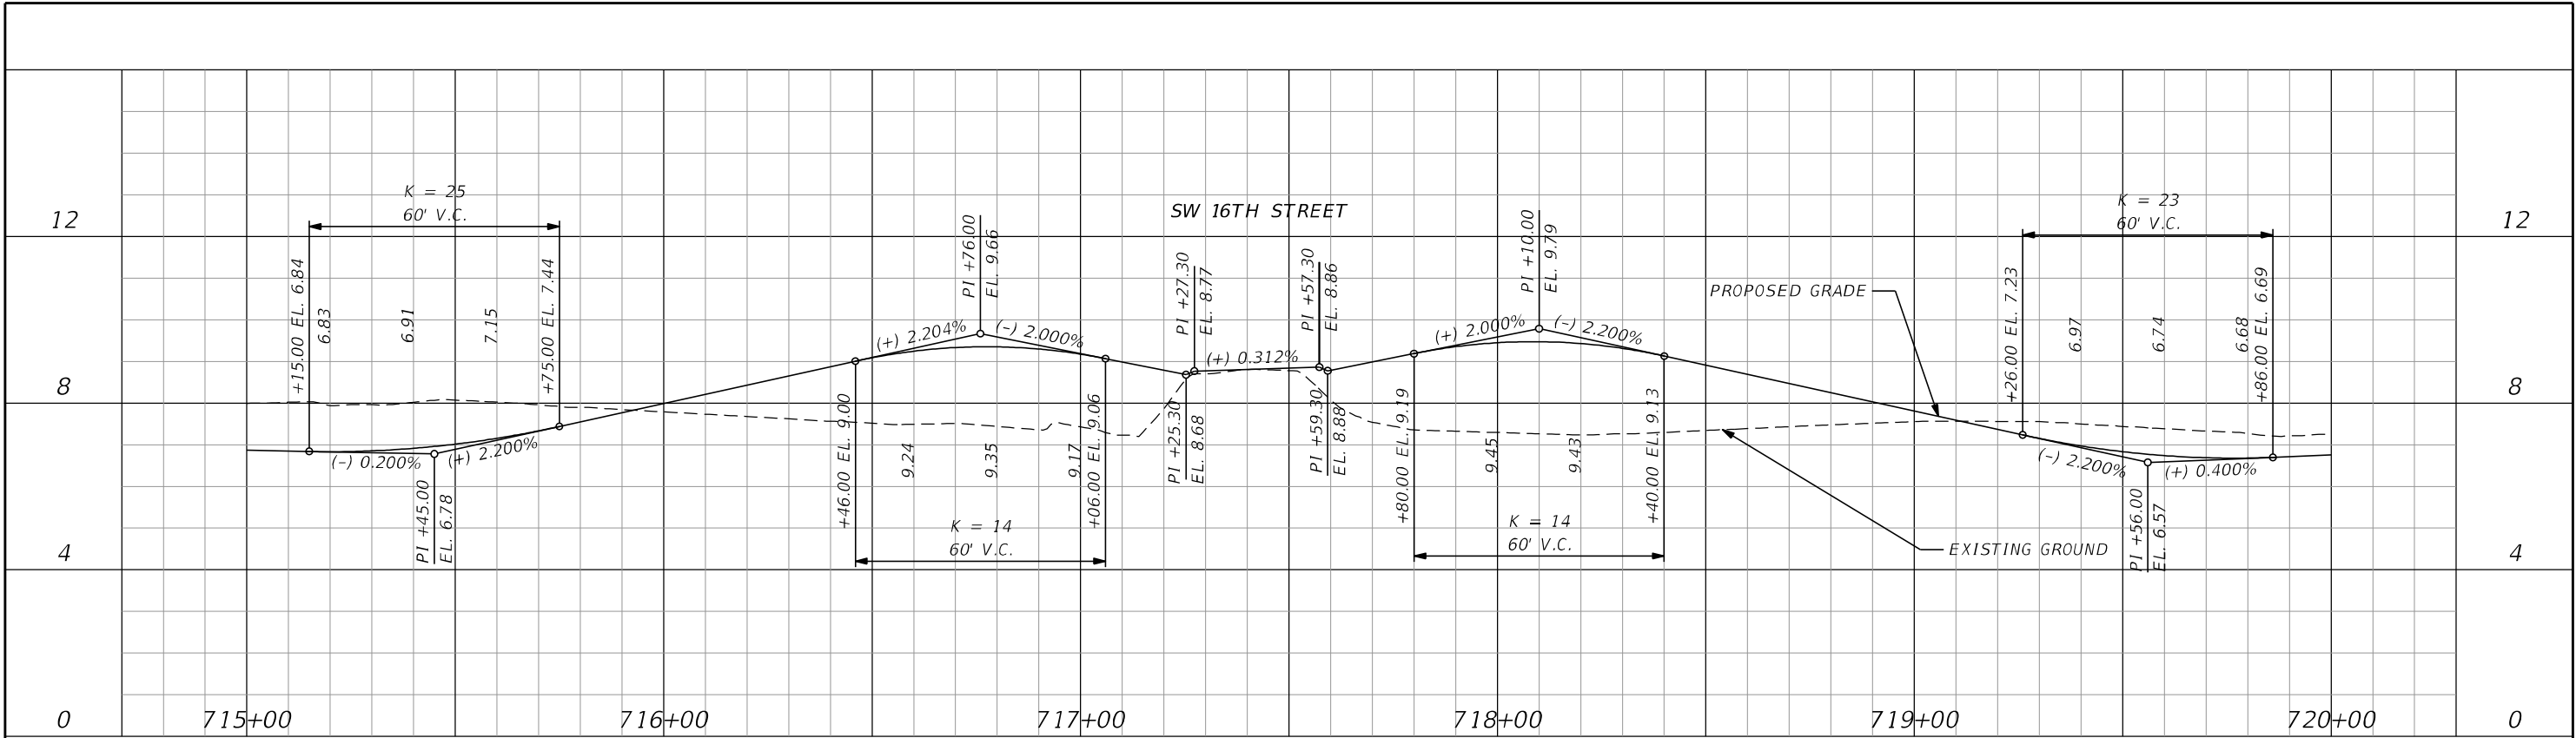 K = 25
60' V.C.
+15.00 EL. 6.84
6.83
6.91
7.15
+75.00 EL. 7.44
(-) 0.200%
(+) 2.200%
PI +45.00
EL. 6.78
(+) 2.204%
PI +76.00
EL. 9.66
(-) 2.000%
+46.00 EL. 9.00
9.24
9.35
9.17
+06.00 EL. 9.06
K = 14
60' V.C.
SW 16TH STREET
PI +27.30
EL. 8.77
PI +57.30
EL. 8.86
(+) 0.312%
PI +25.30
EL. 8.68
PI +59.30
EL. 8.88
(+) 2.000%
PI +10.00
EL. 9.79
(-) 2.200%
+80.00 EL. 9.19
9.45
9.43
+40.00 EL. 9.13
K = 14
60' V.C.
PROPOSED GRADE
EXISTING GROUND
K = 23
60' V.C.
+26.00 EL. 7.23
6.97
6.74
6.68
+86.00 EL. 6.69
(-) 2.200%
(+) 0.400%
PI +56.00
EL. 6.57
12
8
4
0
12
8
4
0
715+00
716+00
717+00
718+00
719+00
720+00